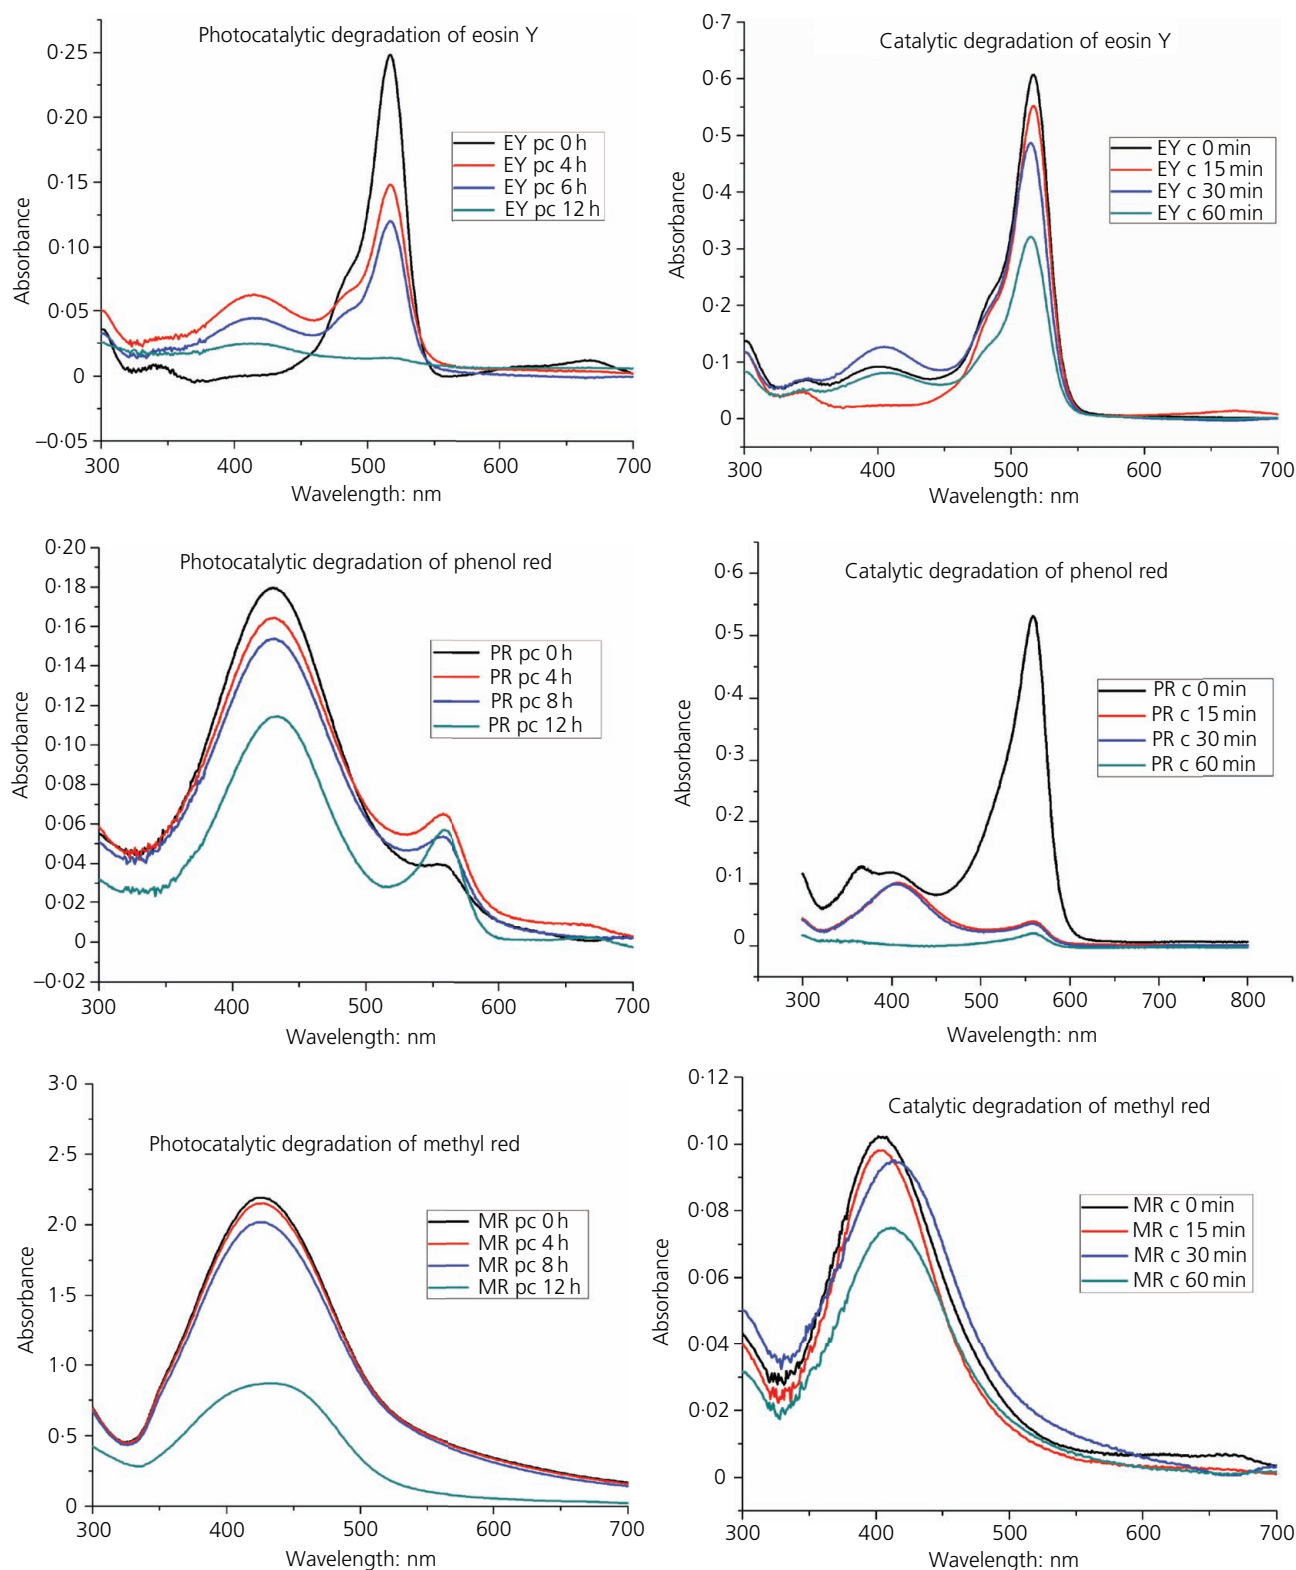 Photocatalytic degradation of eosin Y
0·25
0·20
0·15
0·10
0·05
0
–0·05
Absorbance
EY pc 0 h
EY pc 4 h
EY pc 6 h
EY pc 12 h
300 400 500 600 700
Wavelength: nm
Catalytic degradation of eosin Y
0·7
0·6
0·5
0·4
0·3
0·2
0·1
0
Absorbance
EY c 0 min
EY c 15 min
EY c 30 min
EY c 60 min
300 400 500 600 700
Wavelength: nm
Photocatalytic degradation of phenol red
0·20
0·18
0·16
0·14
0·12
0·10
0·08
0·06
0·04
0·02
0
–0·02
Absorbance
PR pc 0 h
PR pc 4 h
PR pc 8 h
PR pc 12 h
300 400 500 600 700
Wavelength: nm
Catalytic degradation of phenol red
0·6
0·5
0·4
0·3
0·2
0·1
0
Absorbance
PR c 0 min
PR c 15 min
PR c 30 min
PR c 60 min
300 400 500 600 700 800
Wavelength: nm
Photocatalytic degradation of methyl red
3·0
2·5
2·0
1·5
1·0
0·5
0
Absorbance
MR pc 0 h
MR pc 4 h
MR pc 8 h
MR pc 12 h
300 400 500 600 700
Wavelength: nm
Catalytic degradation of methyl red
0·12
0·10
0·08
0·06
0·04
0·02
0
Absorbance
MR c 0 min
MR c 15 min
MR c 30 min
MR c 60 min
300 400 500 600 700
Wavelength: nm